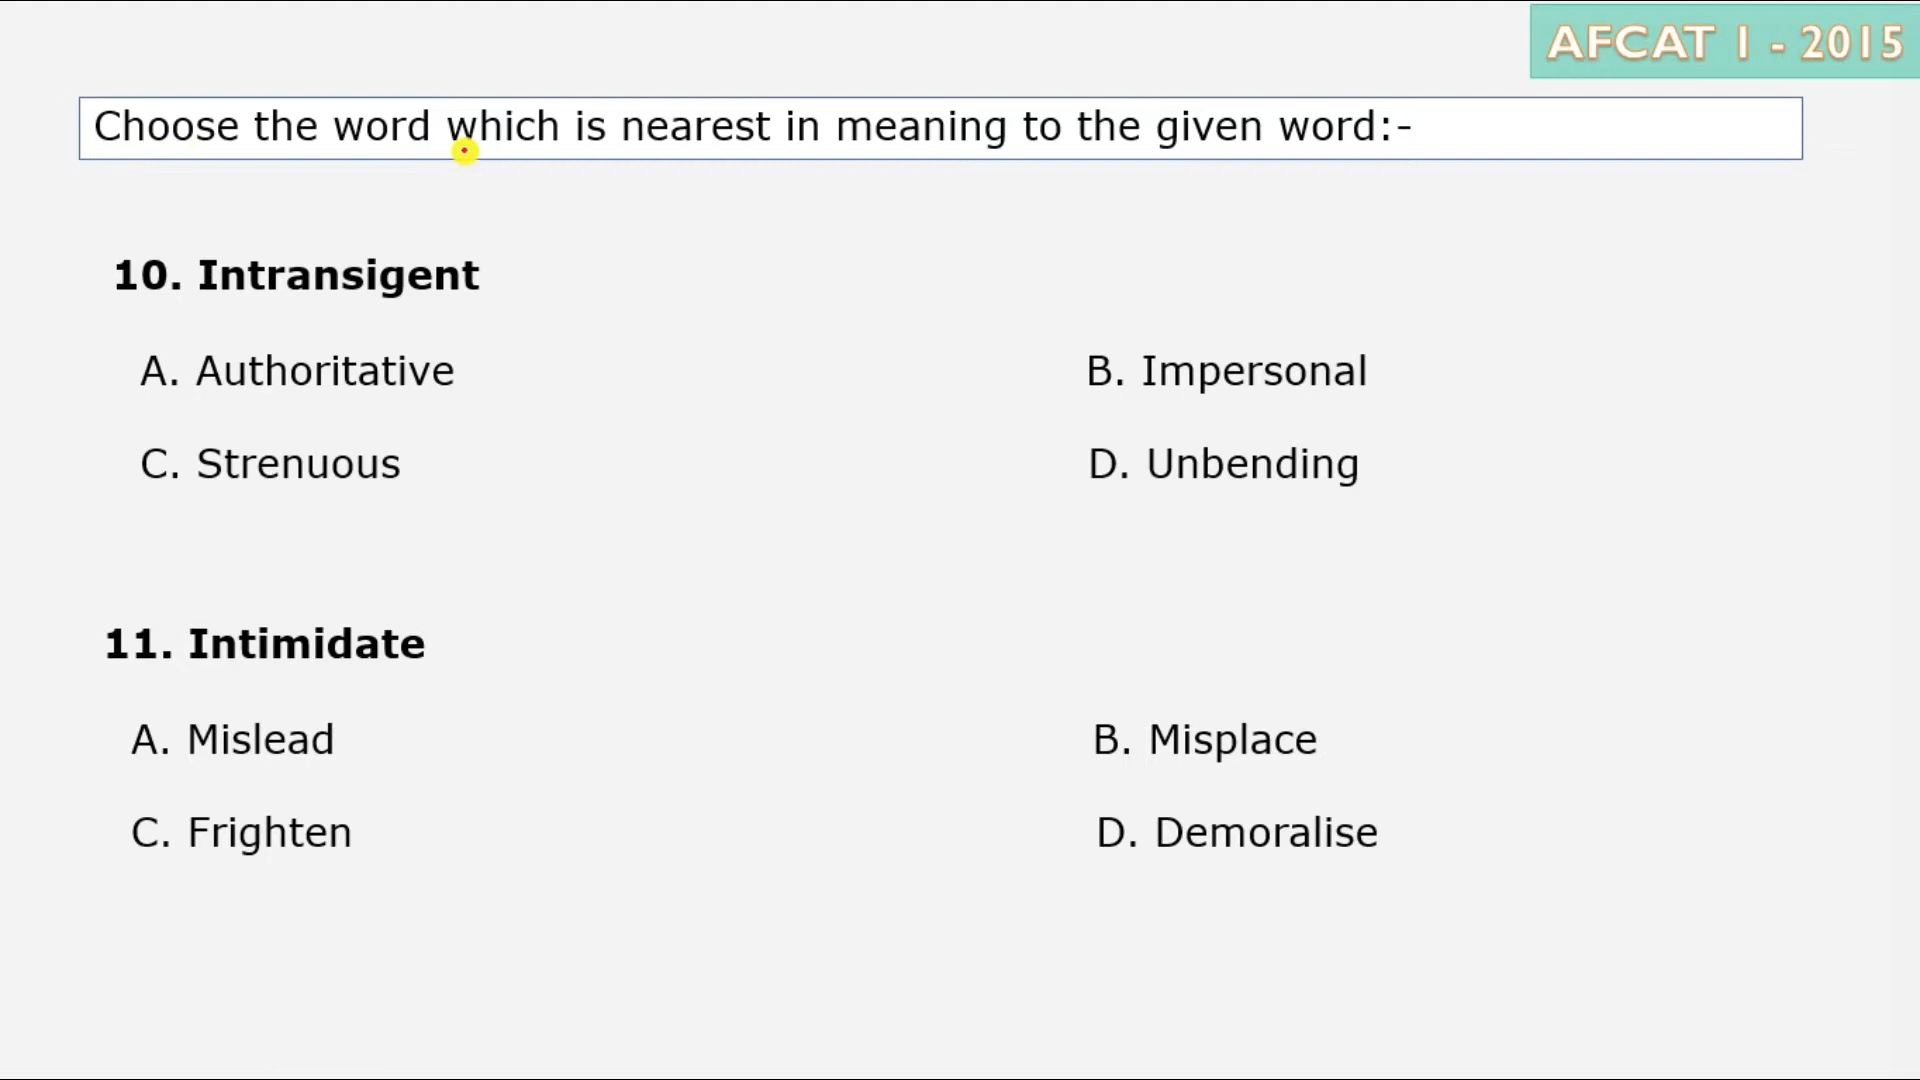 AFCAT 1 - 2015
Choose the word which is nearest in meaning to the given word:-
10. Intransigent
A. Authoritative B. Impersonal
C. Strenuous D. Unbending
11. Intimidate
A. Mislead B. Misplace
C. Frighten D. Demoralise